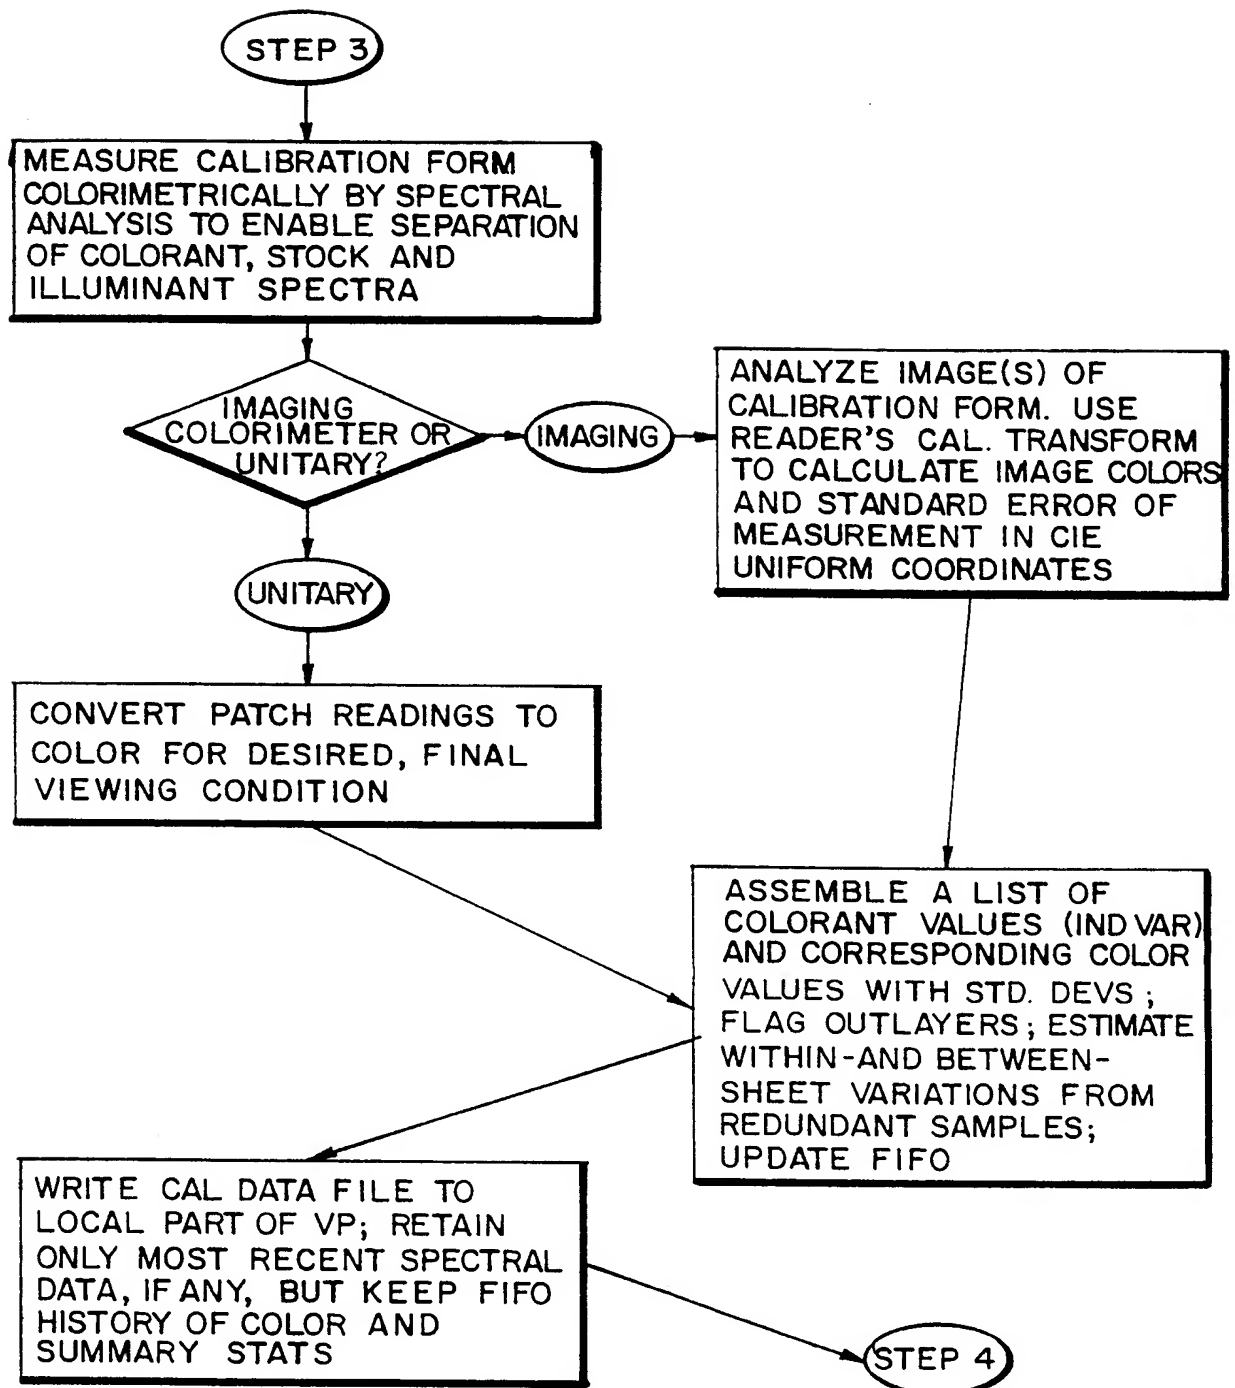 STEP 3
MEASURE CALIBRATION FORM
COLORIMETRICALLY BY SPECTRAL
ANALYSIS TO ENABLE SEPARATION
OF COLORANT, STOCK AND
ILLUMINANT SPECTRA
IMAGING
COLORIMETER OR
UNITARY?
IMAGING
ANALYZE IMAGE(S) OF
CALIBRATION FORM. USE
READER'S CAL. TRANSFORM
TO CALCULATE IMAGE COLORS
AND STANDARD ERROR OF
MEASUREMENT IN CIE
UNIFORM COORDINATES
UNITARY
CONVERT PATCH READINGS TO
COLOR FOR DESIRED, FINAL
VIEWING CONDITION
ASSEMBLE A LIST OF
COLORANT VALUES (IND VAR)
AND CORRESPONDING COLOR
VALUES WITH STD. DEVS;
FLAG OUTLAYERS; ESTIMATE
WITHIN-AND BETWEEN-
SHEET VARIATIONS FROM
REDUNDANT SAMPLES;
UPDATE FIFO
WRITE CAL DATA FILE TO
LOCAL PART OF VP; RETAIN
ONLY MOST RECENT SPECTRAL
DATA, IF ANY, BUT KEEP FIFO
HISTORY OF COLOR AND
SUMMARY STATS
STEP 4